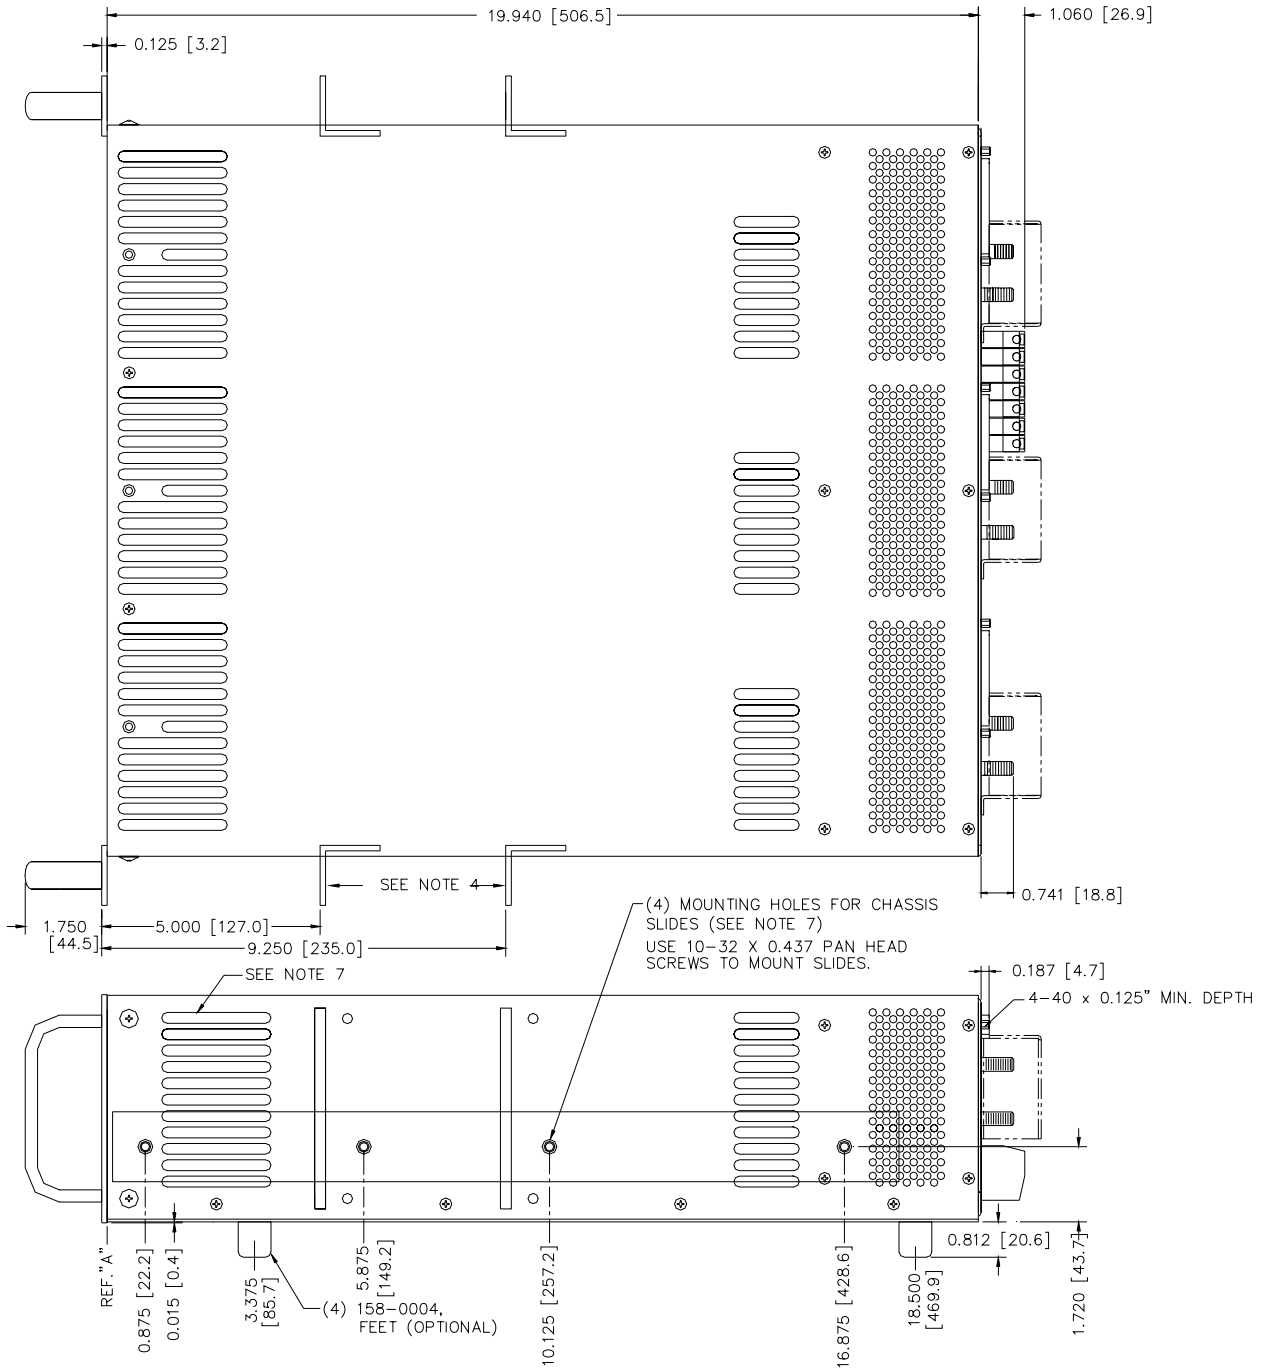 19.940 [506.5]
1.060 [26.9]
0.125 [3.2]
SEE NOTE 4
0.741 [18.8]
1.750
[44.5]
5.000 [127.0]
9.250 [235.0]
(4) MOUNTING HOLES FOR CHASSIS
SLIDES (SEE NOTE 7)
USE 10-32 X 0.437 PAN HEAD
SCREWS TO MOUNT SLIDES.
SEE NOTE 7
0.187 [4.7]
4-40 x 0.125" MIN. DEPTH
REF."A"
0.875 [22.2]
0.015 [0.4]
3.375
[85.7]
(4) 158-0004,
FEET (OPTIONAL)
5.875
[149.2]
10.125 [257.2]
16.875 [428.6]
18.500
[469.9]
0.812 [20.6]
1.720 [43.7]